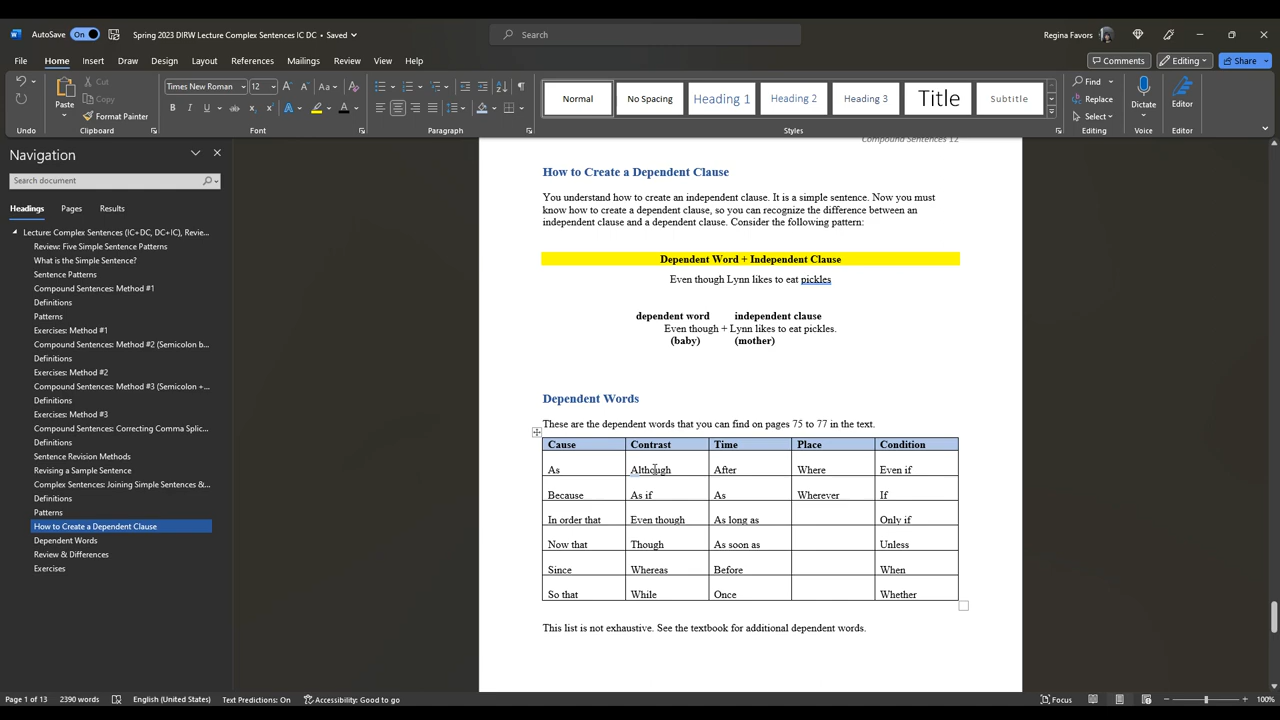 AutoSave On Spring 2023 DIRW Lecture Complex Sentences IC DC • Saved Search Regina Favors
File Home Insert Draw Design Layout References Mailings Review View Help Comments Editing Share
Undo
Paste Cut Copy Format Painter
Clipboard
Times New Roman 12
Font
Paragraph
Normal No Spacing Heading 1 Heading 2 Heading 3 Title Subtitle
Styles
Find Replace Select
Editing
Dictate
Voice
Editor
Editor
Navigation
Search document
Headings Pages Results
Lecture: Complex Sentences (IC+DC, DC+IC), Revie...
Review: Five Simple Sentence Patterns
What is the Simple Sentence?
Sentence Patterns
Compound Sentences: Method #1
Definitions
Patterns
Exercises: Method #1
Compound Sentences: Method #2 (Semicolon b...
Definitions
Exercises: Method #2
Compound Sentences: Method #3 (Semicolon +...
Definitions
Exercises: Method #3
Compound Sentences: Correcting Comma Splic...
Definitions
Sentence Revision Methods
Revising a Sample Sentence
Complex Sentences: Joining Simple Sentences &...
Definitions
Patterns
How to Create a Dependent Clause
Dependent Words
Review & Differences
Exercises
Compound Sentences 12
How to Create a Dependent Clause
You understand how to create an independent clause. It is a simple sentence. Now you must
know how to create a dependent clause, so you can recognize the difference between an
independent clause and a dependent clause. Consider the following pattern:
Dependent Word + Independent Clause
Even though Lynn likes to eat pickles
dependent word independent clause
Even though + Lynn likes to eat pickles.
(baby) (mother)
Dependent Words
These are the dependent words that you can find on pages 75 to 77 in the text.
Cause Contrast Time Place Condition
As Although After Where Even if
Because As if As Wherever If
In order that Even though As long as Only if
Now that Though As soon as Unless
Since Whereas Before When
So that While Once Whether
This list is not exhaustive. See the textbook for additional dependent words.
Page 1 of 13 2390 words English (United States) Text Predictions: On Accessibility: Good to go Focus 100%